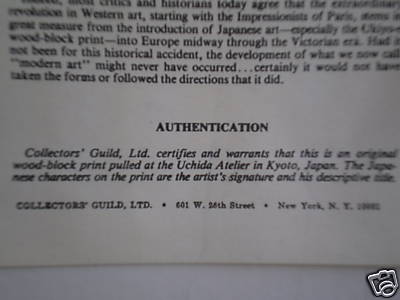 most critics and historians today agree that the extraordinary
revolution in Western art, starting with the Impressionists of Paris, stems in
great measure from the introduction of Japanese art—especially the Ukiyo-e
wood-block print—into Europe midway through the Victorian era. Had it
not been for this historical accident, the development of what we now call
"modern art" might never have occurred...certainly it would not have
taken the forms or followed the directions that it did.
AUTHENTICATION
Collectors' Guild, Ltd. certifies and warrants that this is an original
wood-block print pulled at the Uchida Atelier in Kyoto, Japan. The Japa-
nese characters on the print are the artist's signature and his descriptive title.
COLLECTORS' GUILD, LTD. • 601 W. 26th Street • New York, N. Y.
ebY